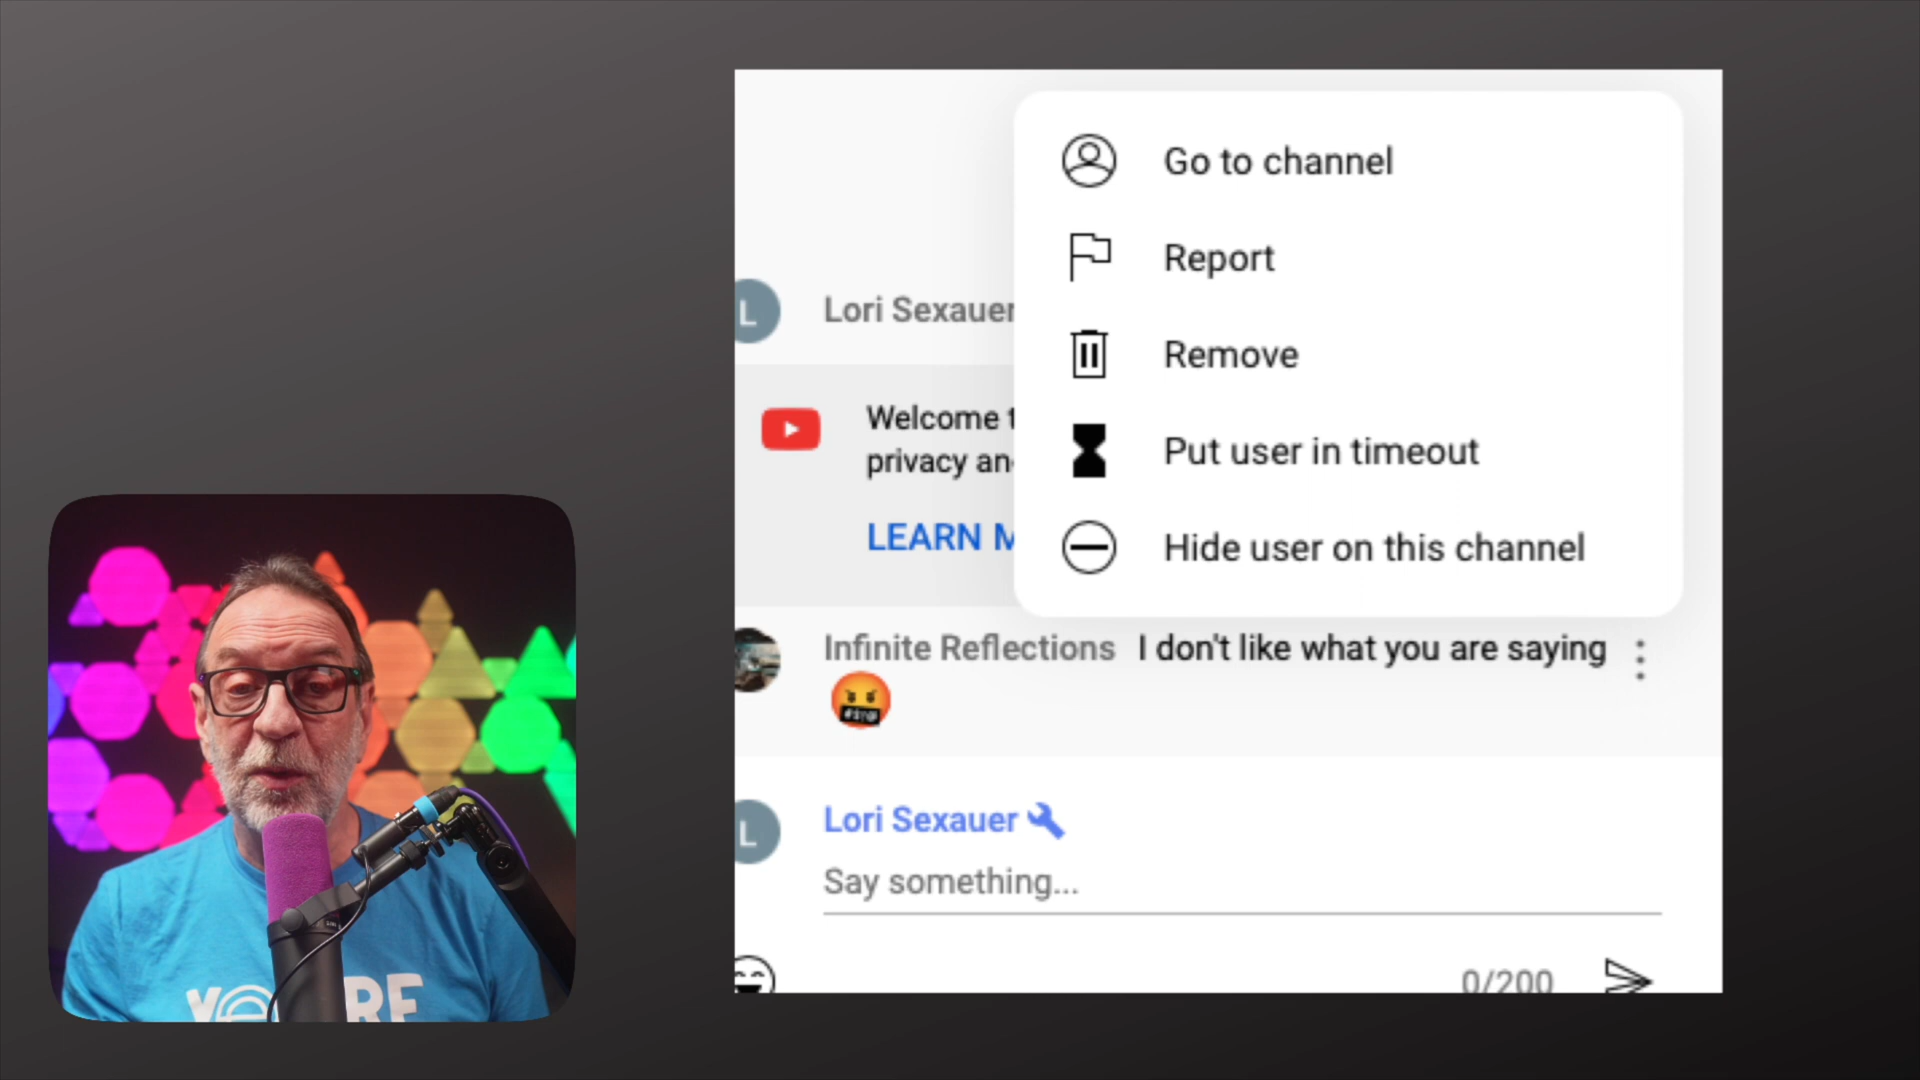 Go to channel
Report
Remove
Put user in timeout
Hide user on this channel
L
Lori Sexauer
Welcome
privacy
LEARN
Infinite Reflections I don't like what you are saying
L
Lori Sexauer
Say something...
0/200